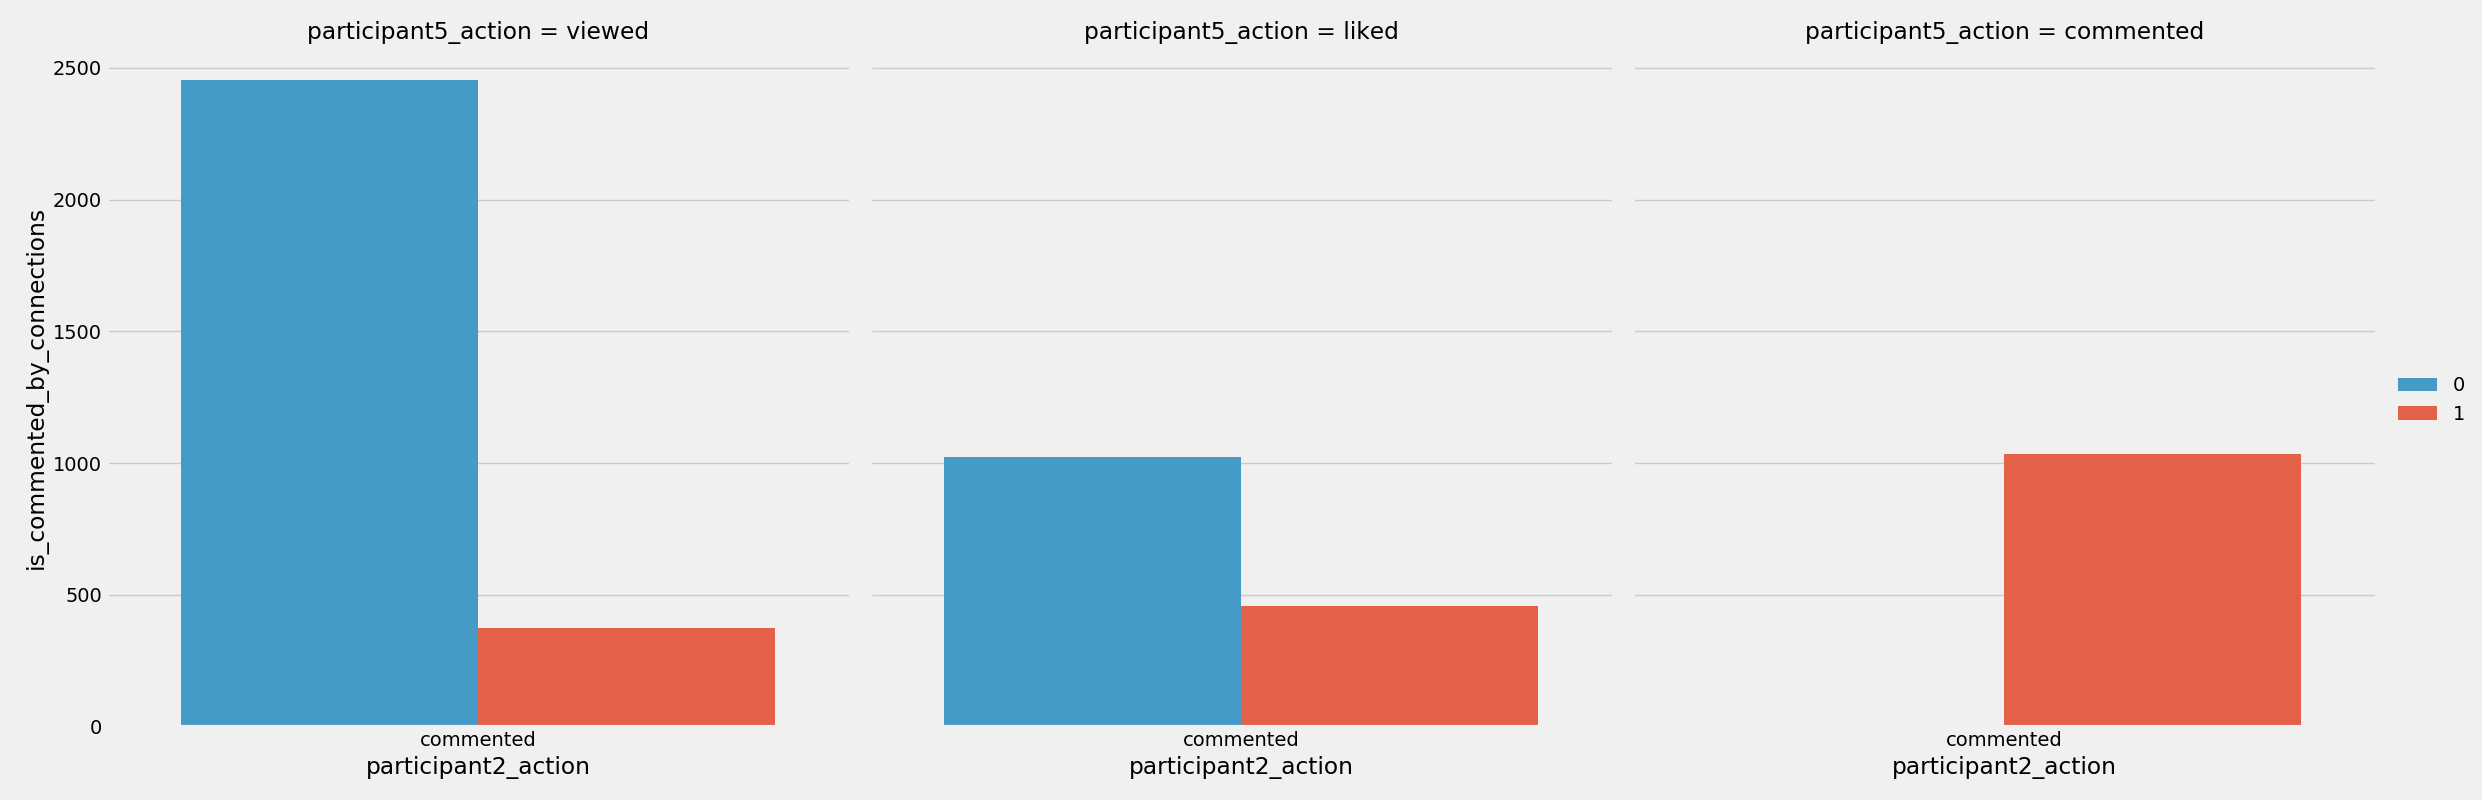 participant5_action = viewed
participant5_action = liked
participant5_action = commented
is_commented_by_connections
2500
2000
1500
1000
500
0
commented
commented
commented
participant2_action
participant2_action
participant2_action
0
1